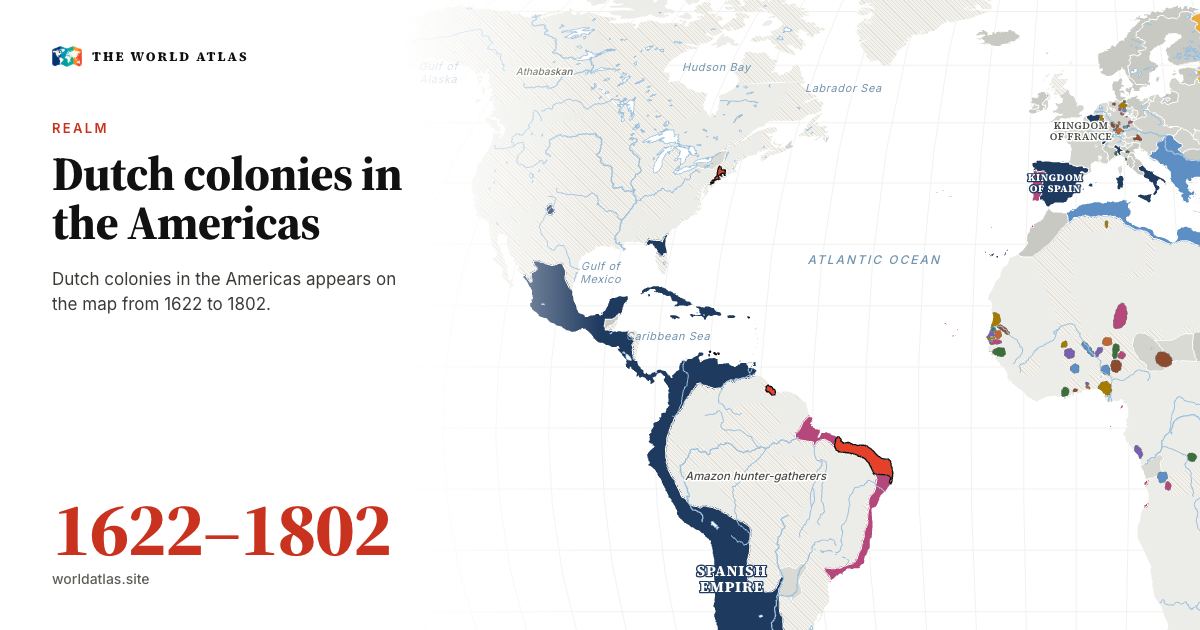 THE WORLD ATLAS
REALM
Dutch colonies in
the Americas
Dutch colonies in the Americas appears on
the map from 1622 to 1802.
1622–1802
worldatlas.site
Gulf of
Alaska
Athabaskan
Hudson Bay
Labrador Sea
KINGDOM
OF FRANCE
KINGDOM
OF SPAIN
ATLANTIC OCEAN
Gulf of
Mexico
Caribbean Sea
Amazon hunter-gatherers
SPANISH
EMPIRE